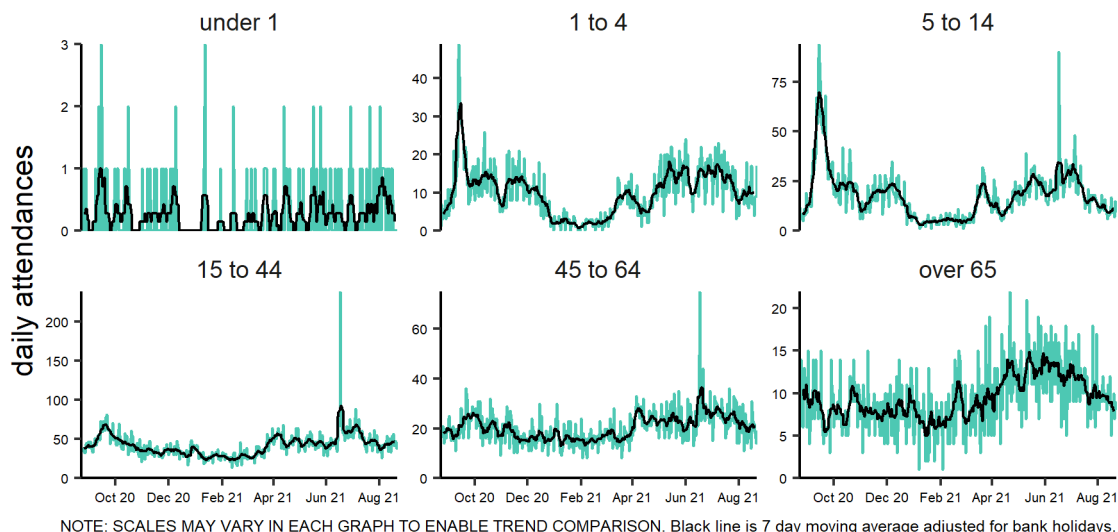 under 1
1 to 4
5 to 14
3
2
1
0
40
30
20
10
0
75
50
25
0
daily attendances
15 to 44
45 to 64
over 65
200
150
100
50
0
60
40
20
0
20
15
10
5
0
Oct 20 Dec 20 Feb 21 Apr 21 Jun 21 Aug 21
Oct 20 Dec 20 Feb 21 Apr 21 Jun 21 Aug 21
Oct 20 Dec 20 Feb 21 Apr 21 Jun 21 Aug 21
NOTE: SCALES MAY VARY IN EACH GRAPH TO ENABLE TREND COMPARISON. Black line is 7 day moving average adjusted for bank holidays.